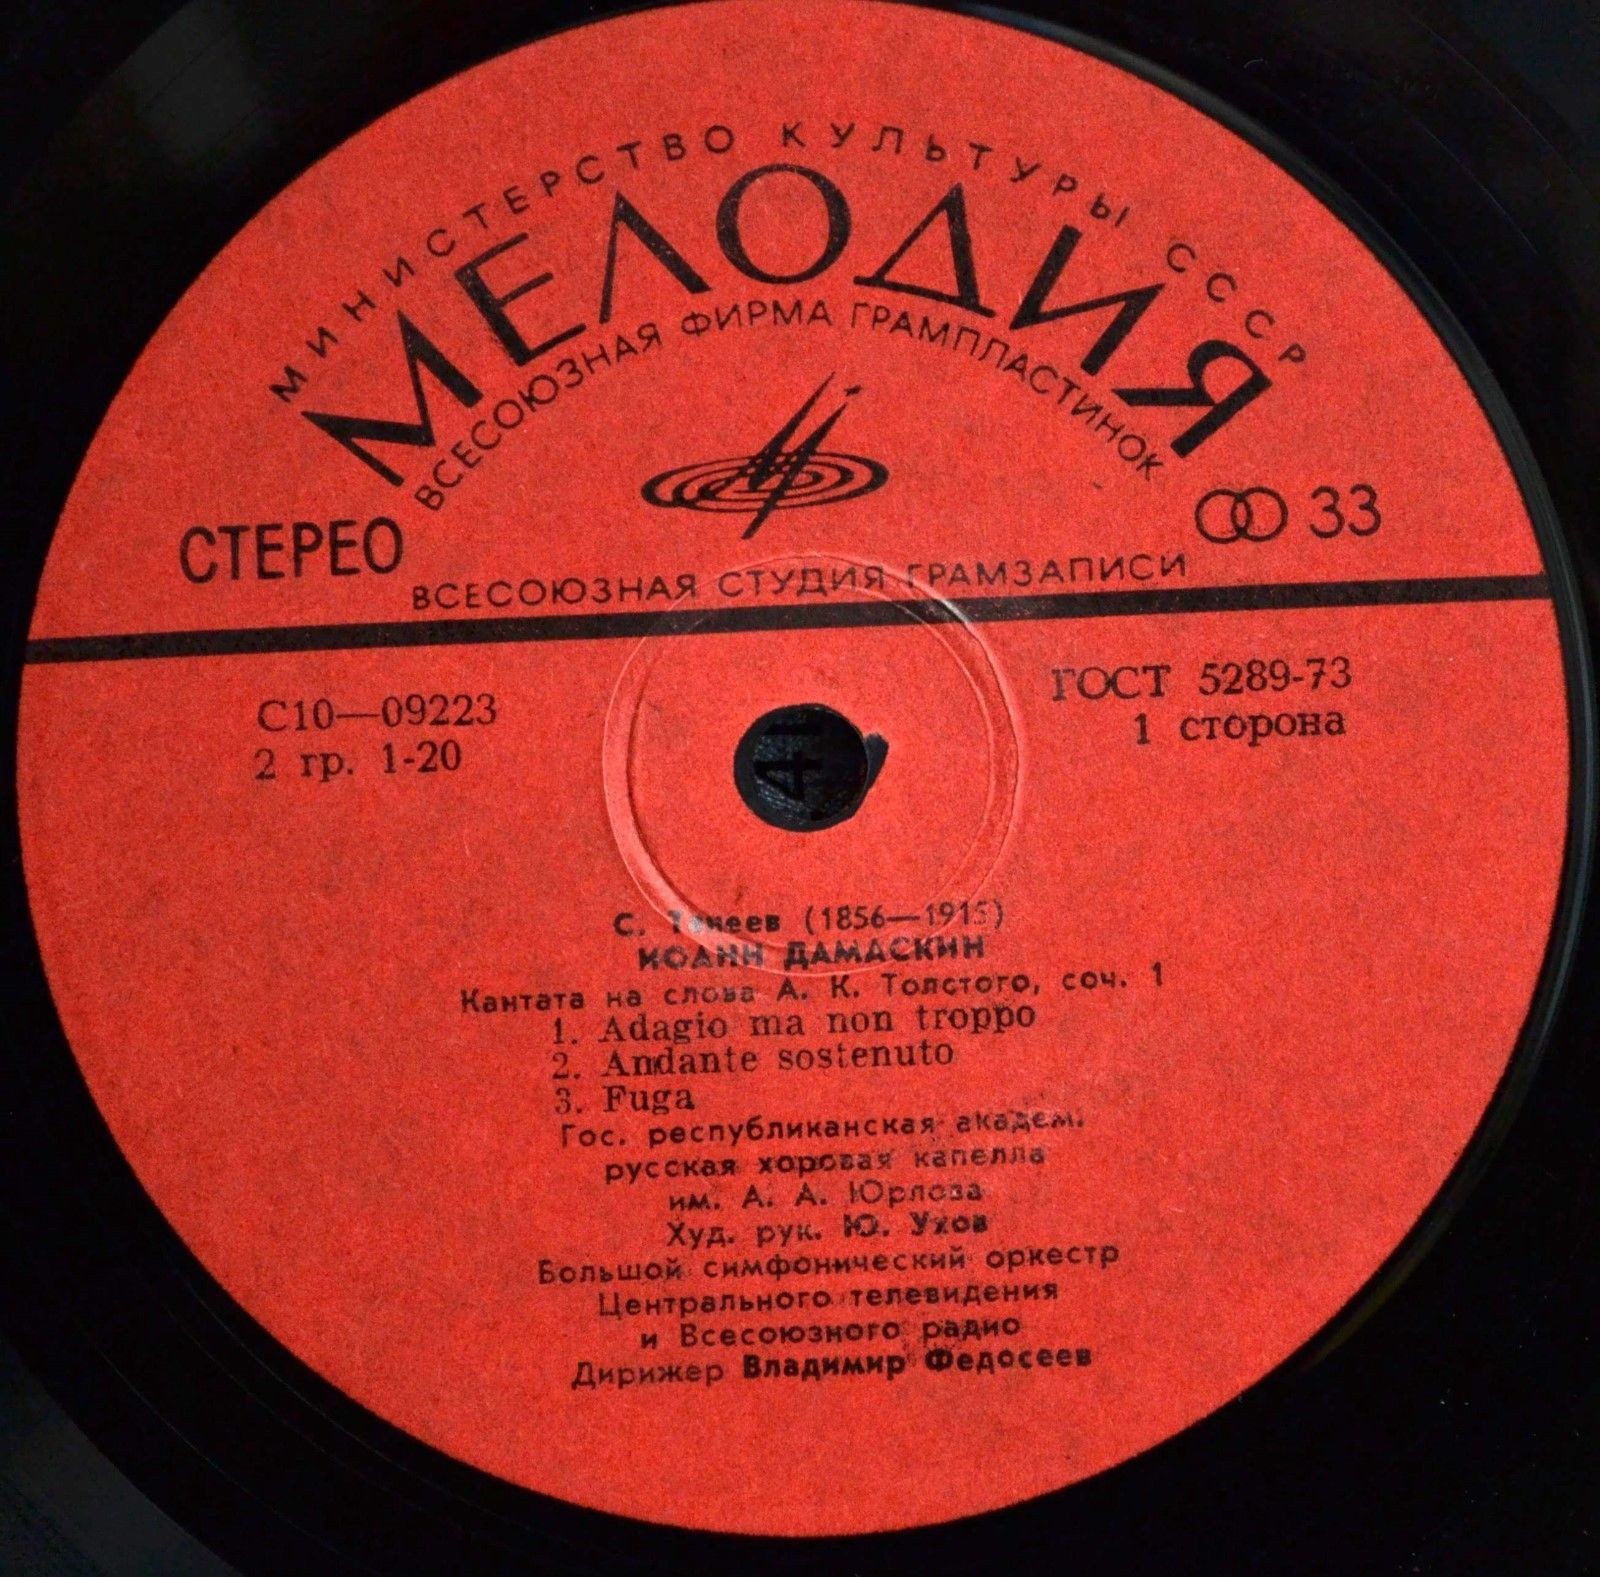 МИНИСТЕРСТВО КУЛЬТУРЫ СССР
МЕЛОДИЯ
ВСЕСОЮЗНАЯ ФИРМА ГРАМПЛАСТИНОК
СТЕРЕО
33
ВСЕСОЮЗНАЯ СТУДИЯ ГРАМЗАПИСИ
С10—09223
ГОСТ 5289-73
2 гр. 1-20
1 сторона
С. Танеев (1856—1915)
ИОАНН ДАМАСКИН
Кантата на слова А. К. Толстого, соч. 1
1. Adagio ma non troppo
2. Andante sostenuto
3. Fuga
Гос. республиканская академ.
русская хоровая капелла
им. А. А. Юрлова
Худ. рук. Ю. Ухов
Большой симфонический оркестр
Центрального телевидения
и Всесоюзного радио
Дирижер Владимир Федосеев